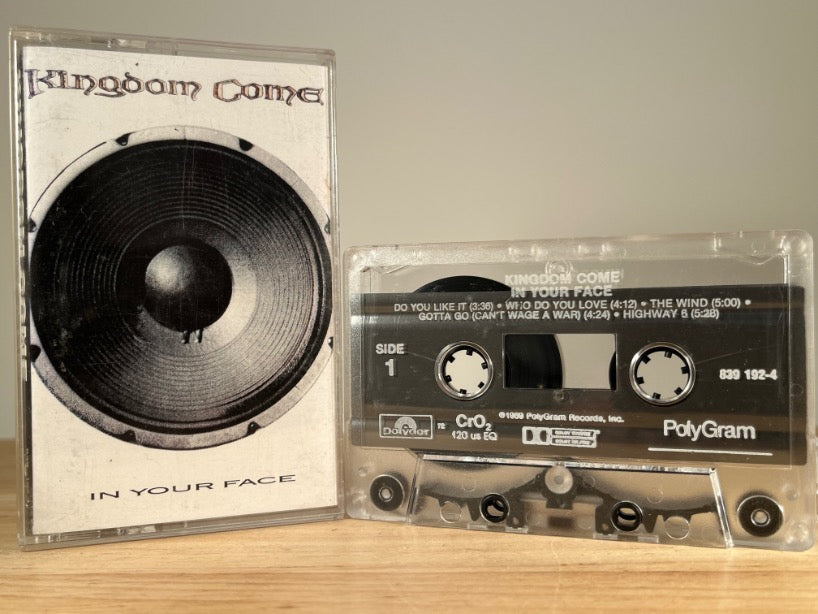 Kingdom Come
IN YOUR FACE
KINGDOM COME
IN YOUR FACE
DO YOU LIKE IT (3:36) • WHO DO YOU LOVE (4:12) • THE WIND (5:00) •
GOTTA GO (CAN'T WAGE A WAR) (4:24) • HIGHWAY 6 (5:28)
SIDE
1
839 192-4
℗1989 PolyGram Records, Inc.
Polydor
72
CrO₂
120 us EQ
PolyGram